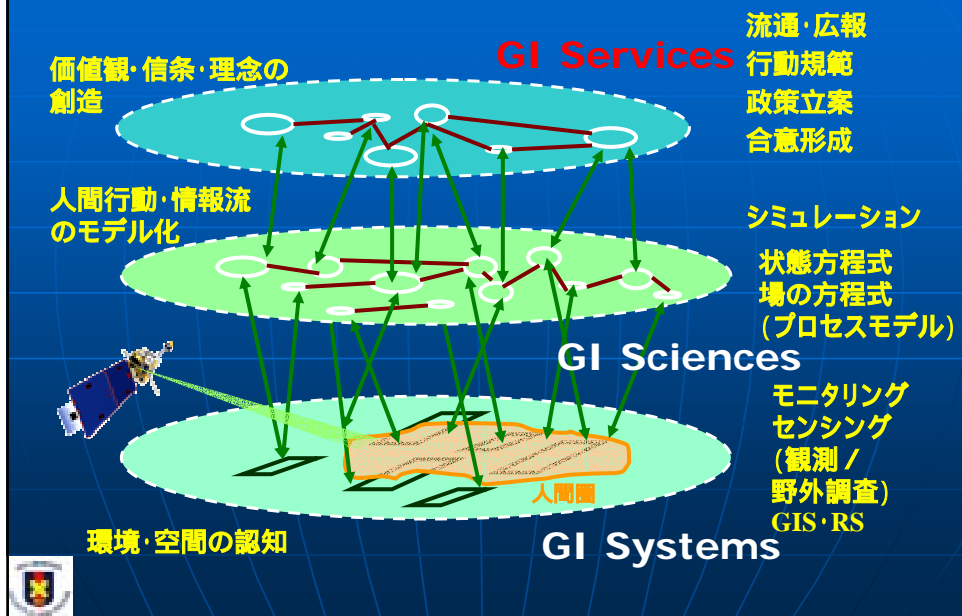 GI Services
流通・広報
行動規範
政策立案
合意形成
価値観・信条・理念の
創造
人間行動・情報流
のモデル化
シミュレーション
状態方程式
場の方程式
(プロセスモデル)
GI Sciences
モニタリング
センシング
(観測/
野外調査)
GIS・RS
人間圏
環境・空間の認知
GI Systems